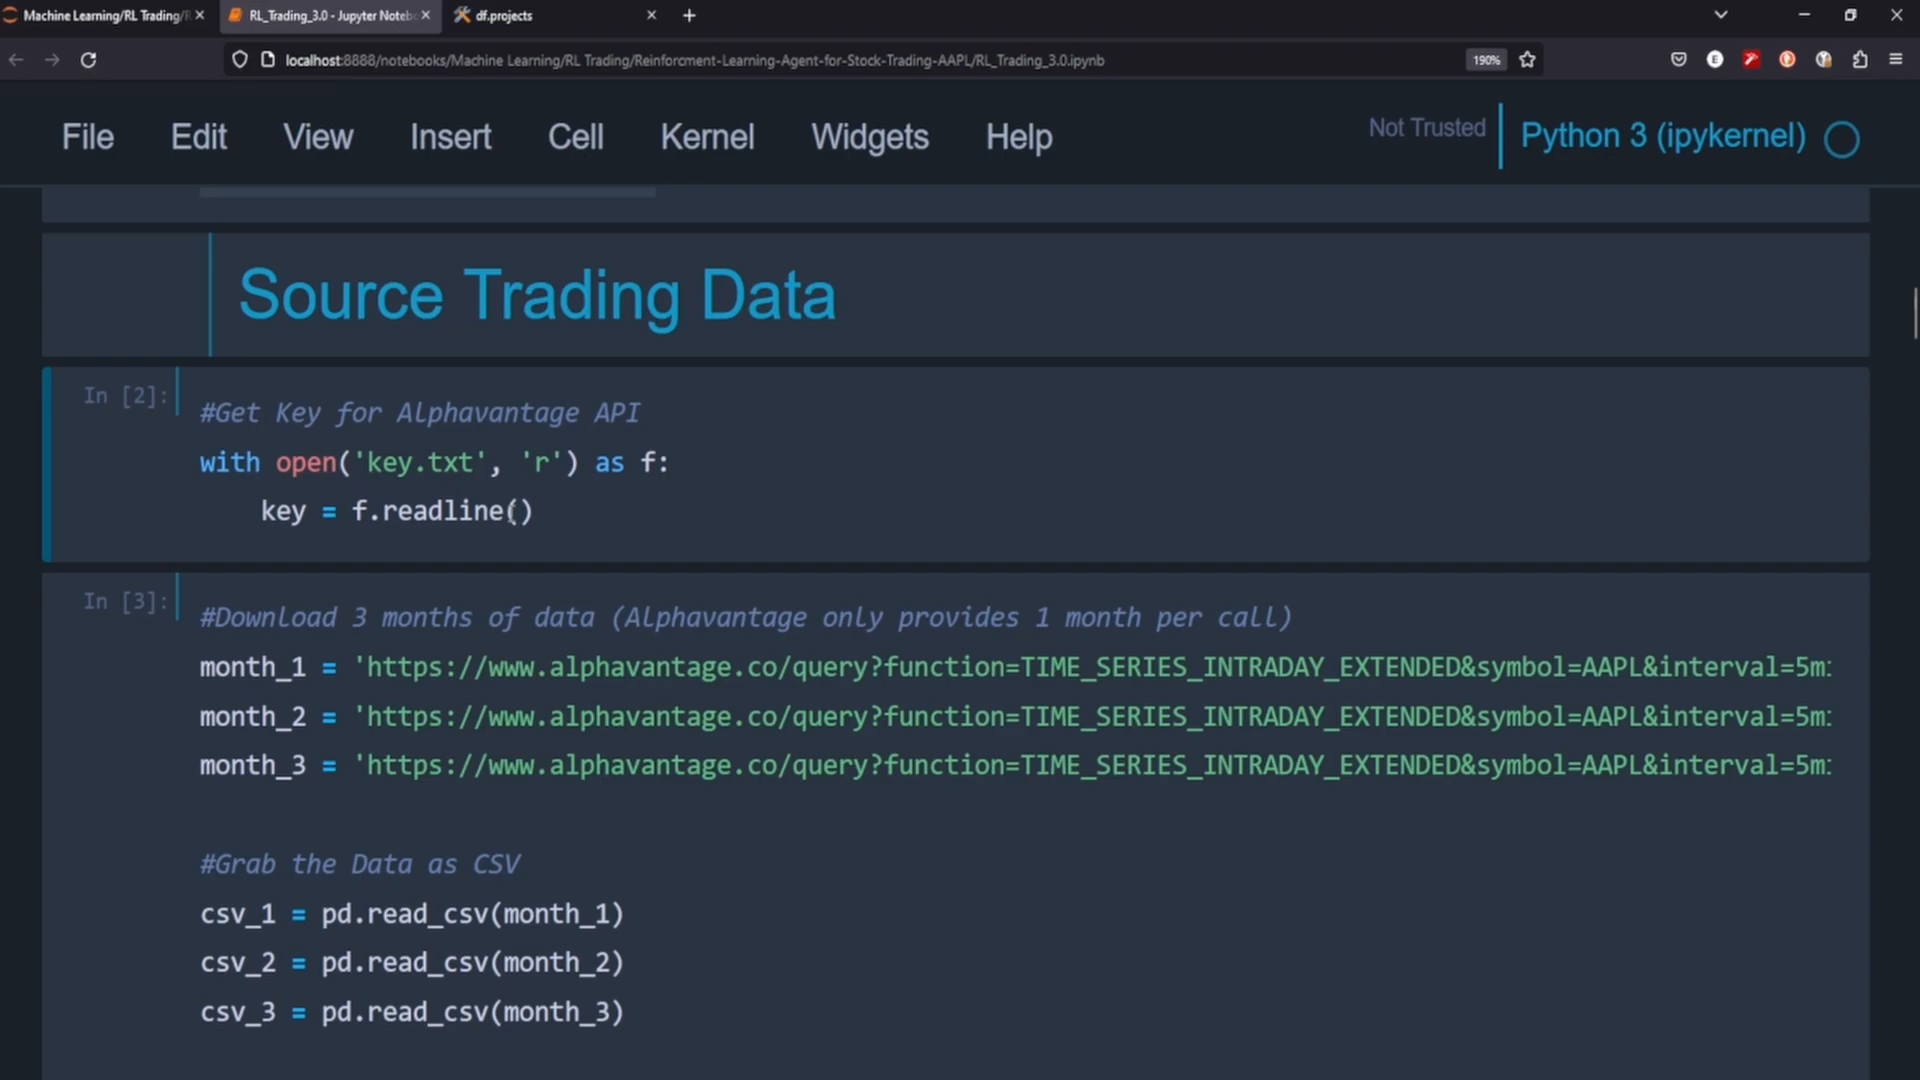 Machine Learning/RL Trading/R
RL_Trading_3.0 - Jupyter Notebo
df.projects
localhost:8888/notebooks/Machine Learning/RL Trading/Reinforcment-Learning-Agent-for-Stock-Trading-AAPL/RL_Trading_3.0.ipynb
190%
File Edit View Insert Cell Kernel Widgets Help
Not Trusted
Python 3 (ipykernel)
Source Trading Data
In [2]:
#Get Key for Alphavantage API
with open('key.txt', 'r') as f:
key = f.readline()
In [3]:
#Download 3 months of data (Alphavantage only provides 1 month per call)
month_1 = 'https://www.alphavantage.co/query?function=TIME_SERIES_INTRADAY_EXTENDED&symbol=AAPL&interval=5m
month_2 = 'https://www.alphavantage.co/query?function=TIME_SERIES_INTRADAY_EXTENDED&symbol=AAPL&interval=5m
month_3 = 'https://www.alphavantage.co/query?function=TIME_SERIES_INTRADAY_EXTENDED&symbol=AAPL&interval=5m
#Grab the Data as CSV
csv_1 = pd.read_csv(month_1)
csv_2 = pd.read_csv(month_2)
csv_3 = pd.read_csv(month_3)